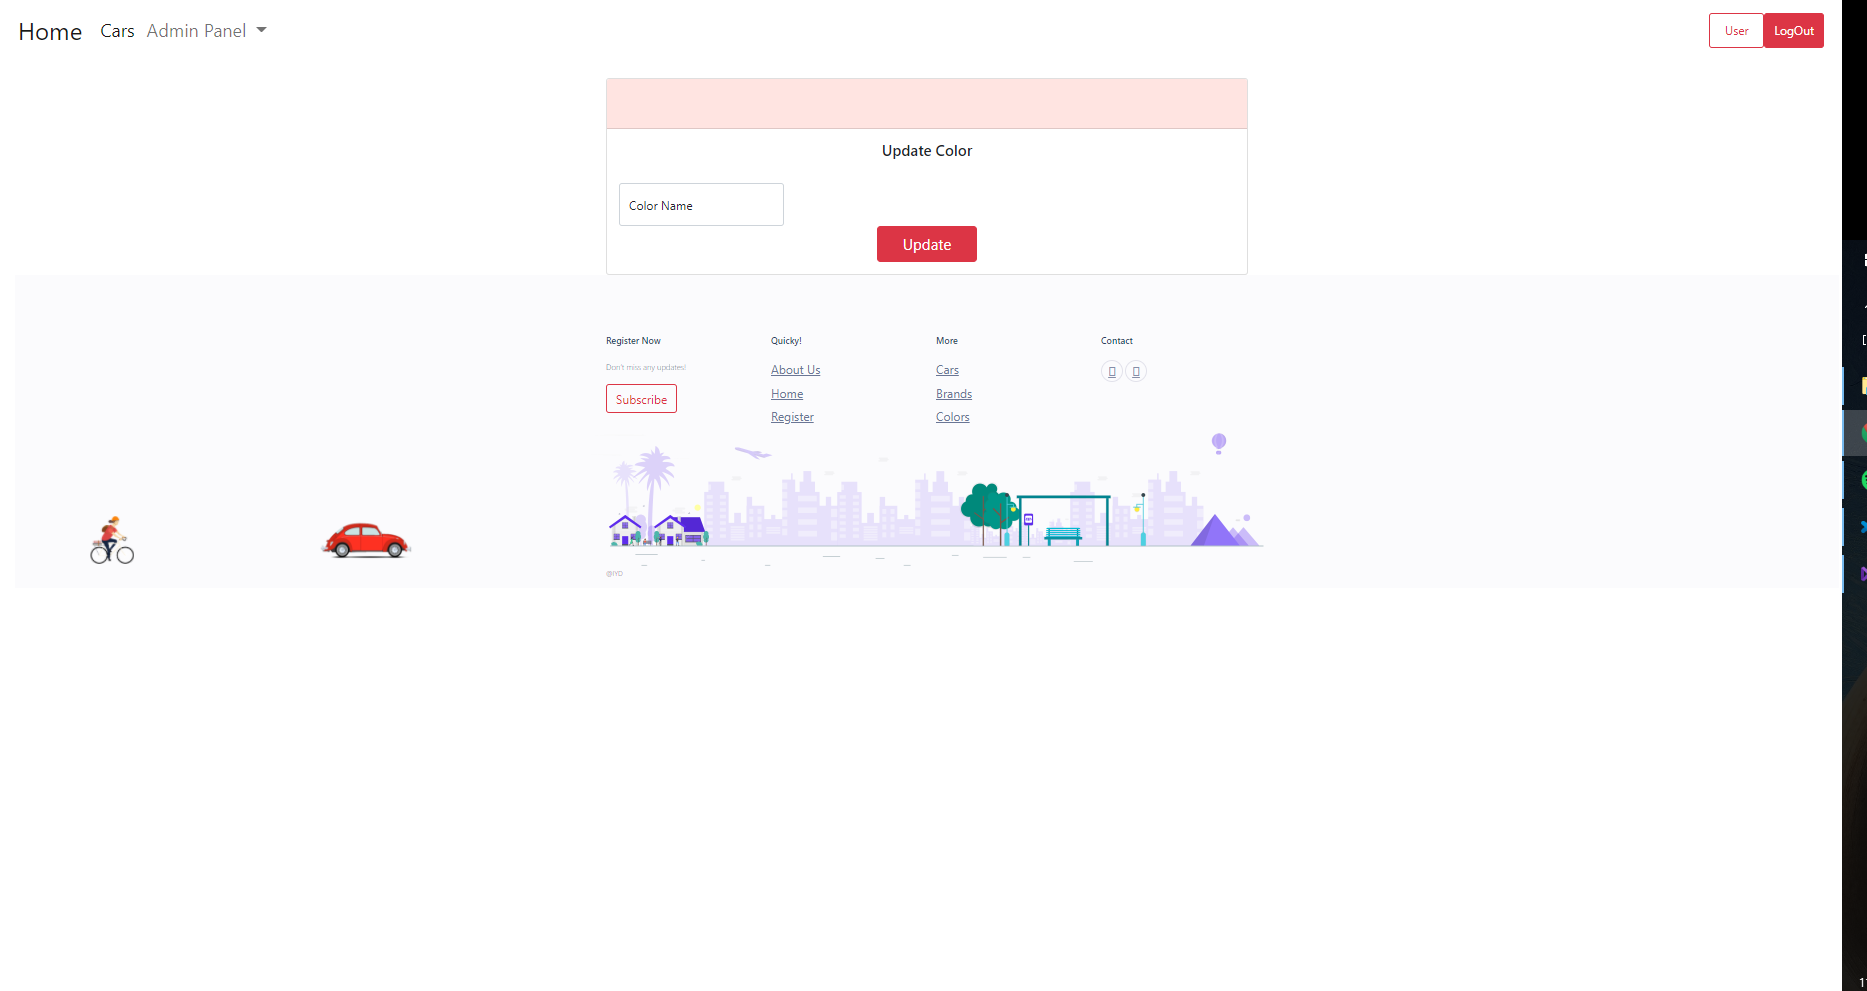 Home Cars Admin Panel User LogOut
Update Color
Color Name
Update
Register Now Quicky! More Contact
Don't miss any updates! About Us Cars
Subscribe Home Brands
Register Colors
@IYO